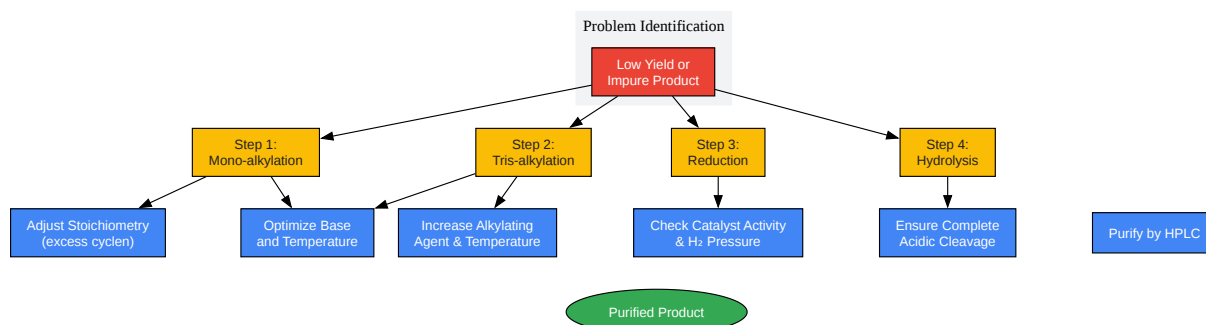 Problem Identification
Low Yield or
Impure Product
Step 1:
Mono-alkylation
Step 2:
Tris-alkylation
Step 3:
Reduction
Step 4:
Hydrolysis
Adjust Stoichiometry
(excess cyclen)
Optimize Base
and Temperature
Increase Alkylating
Agent & Temperature
Check Catalyst Activity
& H₂ Pressure
Ensure Complete
Acidic Cleavage
Purify by HPLC
Purified Product